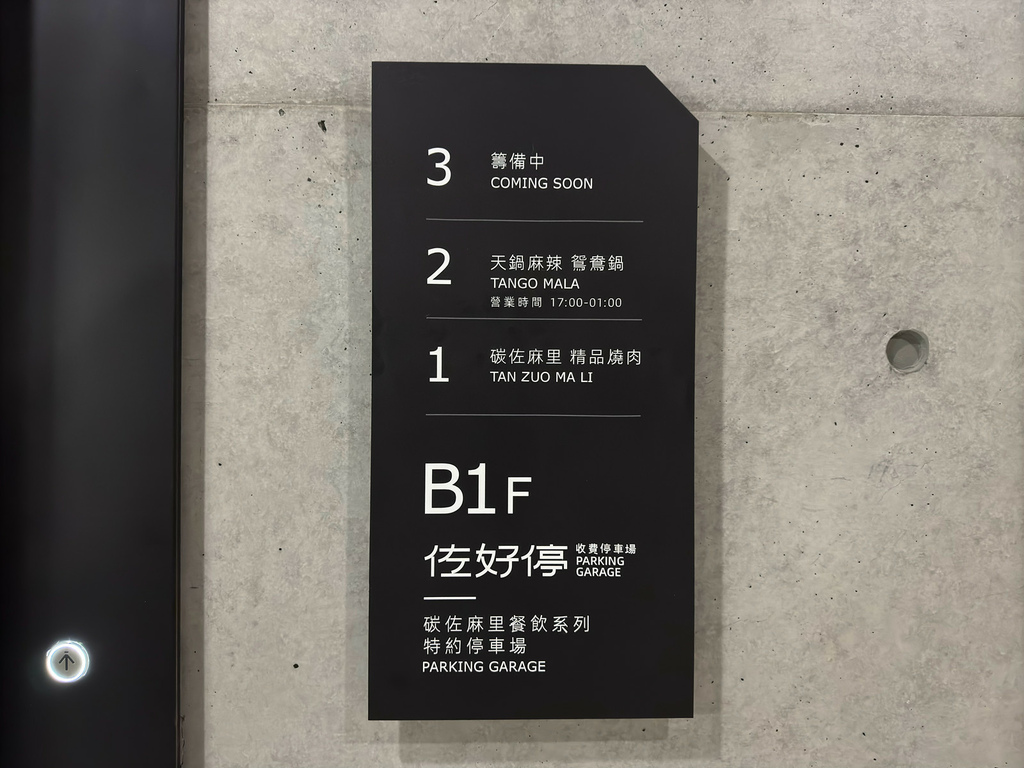 3
籌備中
COMING SOON
2
天鍋麻辣 鴛鴦鍋
TANGO MALA
營業時間 17:00-01:00
1
碳佐麻里 精品燒肉
TAN ZUO MA LI
B1F
佐好停
收費停車場
PARKING
GARAGE
碳佐麻里餐飲系列
特約停車場
PARKING GARAGE